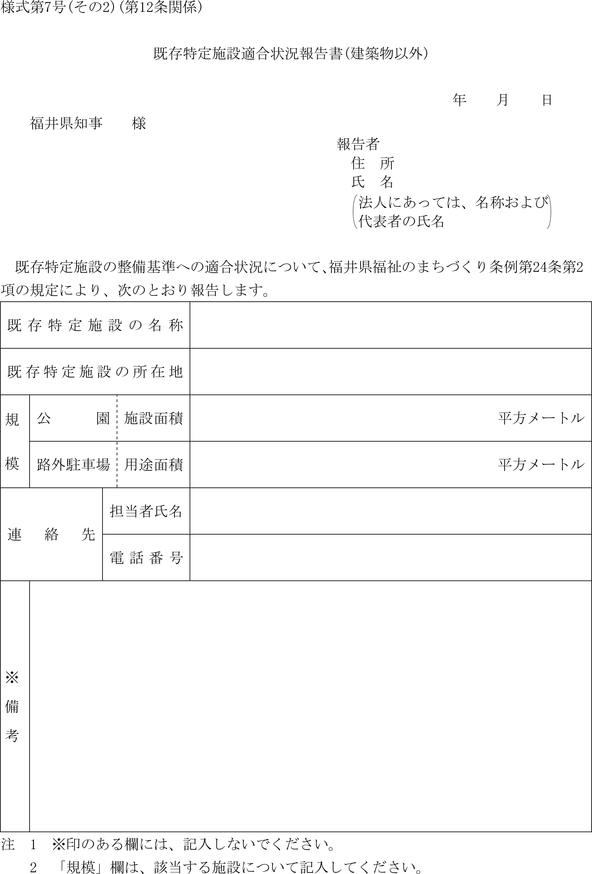 様式第7号(その2)(第12条関係)
既存特定施設適合状況報告書(建築物以外)
年　　月　　日
福井県知事　　様
報告者
住　所
氏　名
(法人にあっては、名称および
代表者の氏名)
既存特定施設の整備基準への適合状況について、福井県福祉のまちづくり条例第24条第2
項の規定により、次のとおり報告します。
既存特定施設の名称
既存特定施設の所在地
規模
公　　園　施設面積　平方メートル
路外駐車場　用途面積　平方メートル
連絡先
担当者氏名
電話番号
※備考
注　1　※印のある欄には、記入しないでください。
2　「規模」欄は、該当する施設について記入してください。